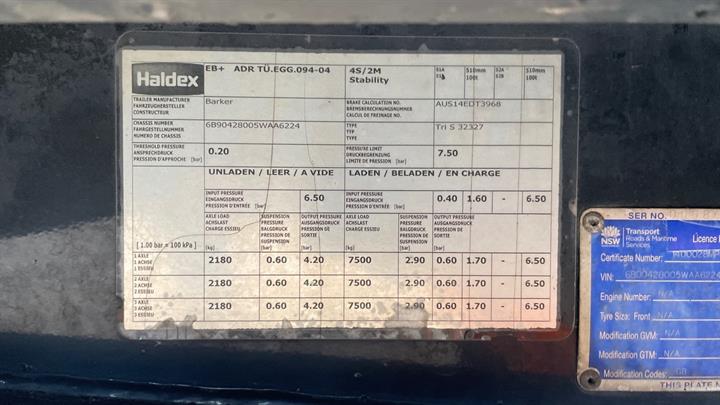 Haldex
EB+ ADR TÜ.EGG.094-04
4S/2M
Stability
S1A 510mm S2A 510mm
100t S2B 100t
TRAILER MANUFACTURER
FAHRZEUGHERSTELLER
CONSTRUCTEUR
Barker
BRAKE CALCULATION NO.
BREMSBERECHNUNGSNUMMER
CALCUL DE FREINAGE NO.
AUS14EDT3968
CHASSIS NUMBER
FAHRGESTELLNUMMER
NUMERO DE CHASSIS
6B90428005WAA6224
TYPE
TYP
TYPE
Tri S 32327
THRESHOLD PRESSURE
ANSPRECHDRUCK
PRESSION D'APPROCHE [bar]
0.20
PRESSURE LIMIT
DRUCKBEGRENZUNG
LIMITE DE PRESSION [bar]
7.50
UNLADEN / LEER / A VIDE
LADEN / BELADEN / EN CHARGE
INPUT PRESSURE
EINGANGSDRUCK
PRESSION D'ENTRÉE [bar]
6.50
INPUT PRESSURE
EINGANGSDRUCK
PRESSION D'ENTRÉE [bar]
0.40 1.60 - 6.50
[ 1.00 bar = 100 kPa ]
AXLE LOAD
ACHSLAST
CHARGE ESSIEU
[kg]
SUSPENSION
PRESSURE
BALGDRUCK
PRESSION DE
SUSPENSION
[bar]
OUTPUT PRESSURE
AUSGANGSDRUCK
PRESSION DE
SORTIE
[bar]
AXLE LOAD
ACHSLAST
CHARGE ESSIEU
[kg]
SUSPENSION
PRESSURE
BALGDRUCK
PRESSION DE
SUSPENSION
[bar]
OUTPUT PRESSURE
AUSGANGSDRUCK
PRESSION DE
SORTIE
[bar]
1 AXLE
1 ACHSE
1 ESSIEU
2180 0.60 4.20 7500 2.90 0.60 1.70 - 6.50
2 AXLE
2 ACHSE
2 ESSIEU
2180 0.60 4.20 7500 2.90 0.60 1.70 - 6.50
3 AXLE
3 ACHSE
3 ESSIEU
2180 0.60 4.20 7500 2.90 0.60 1.70 - 6.50
SER NO.
NSW
Transport
Roads & Maritime
Services
Licence
Certificate Number:
VIN: 6B90428005WAA6224
Engine Number: N/A
Tyre Size: Front N/A
Modification GVM: N/A
Modification GTM: N/A
Modification Codes: G8
THIS PLATE